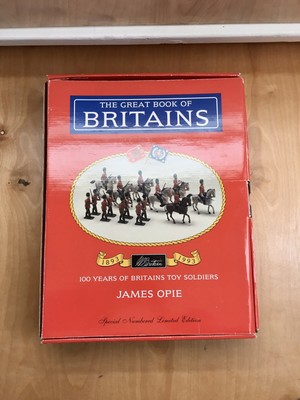 THE GREAT BOOK OF
BRITAINS
1893
W Britain
1993
100 YEARS OF BRITAINS TOY SOLDIERS
JAMES OPIE
Special Numbered Limited Edition